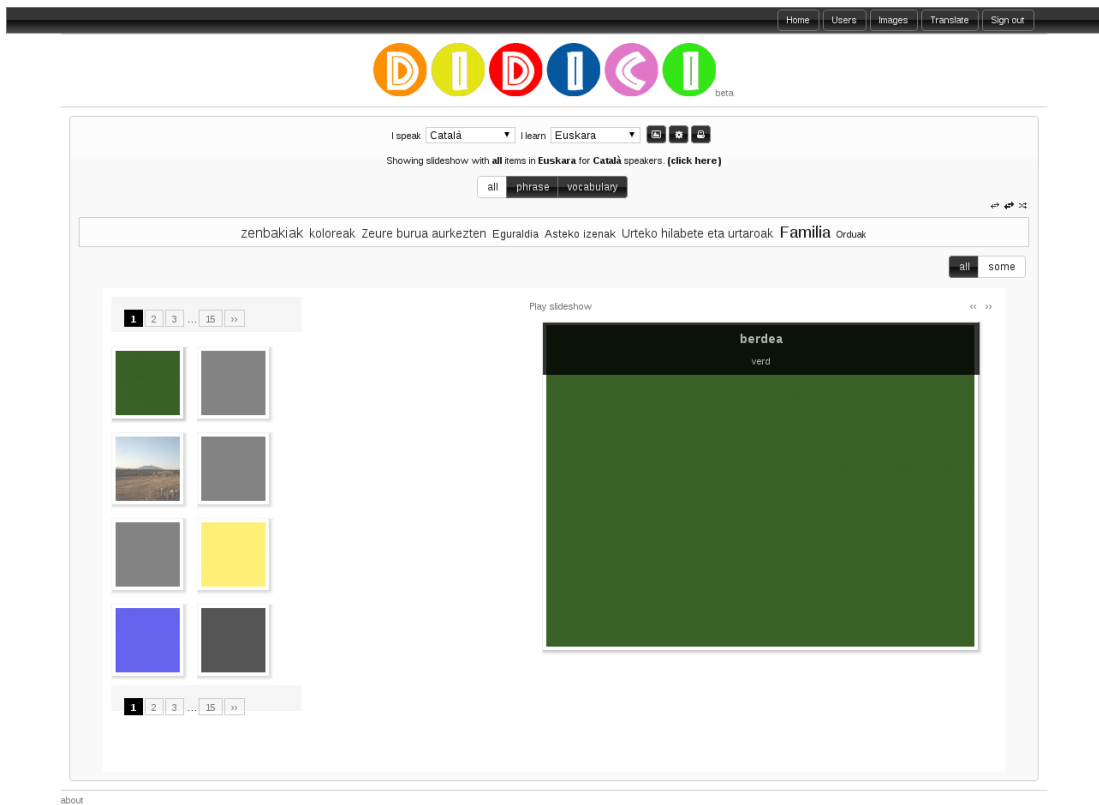 Home Users Images Translate Sign out
DIDICI beta
I speak Català I learn Euskara
Showing slideshow with all items in Euskara for Català speakers. (click here)
all phrase vocabulary
zenbakiak koloreak Zeure burua aurkezten Eguraldia Asteko izenak Urteko hilabete eta urtaroak Familia Orduak
all some
1 2 3 ... 15 ››
Play slideshow ‹‹ ››
berdea
verd
1 2 3 ... 15 ››
about